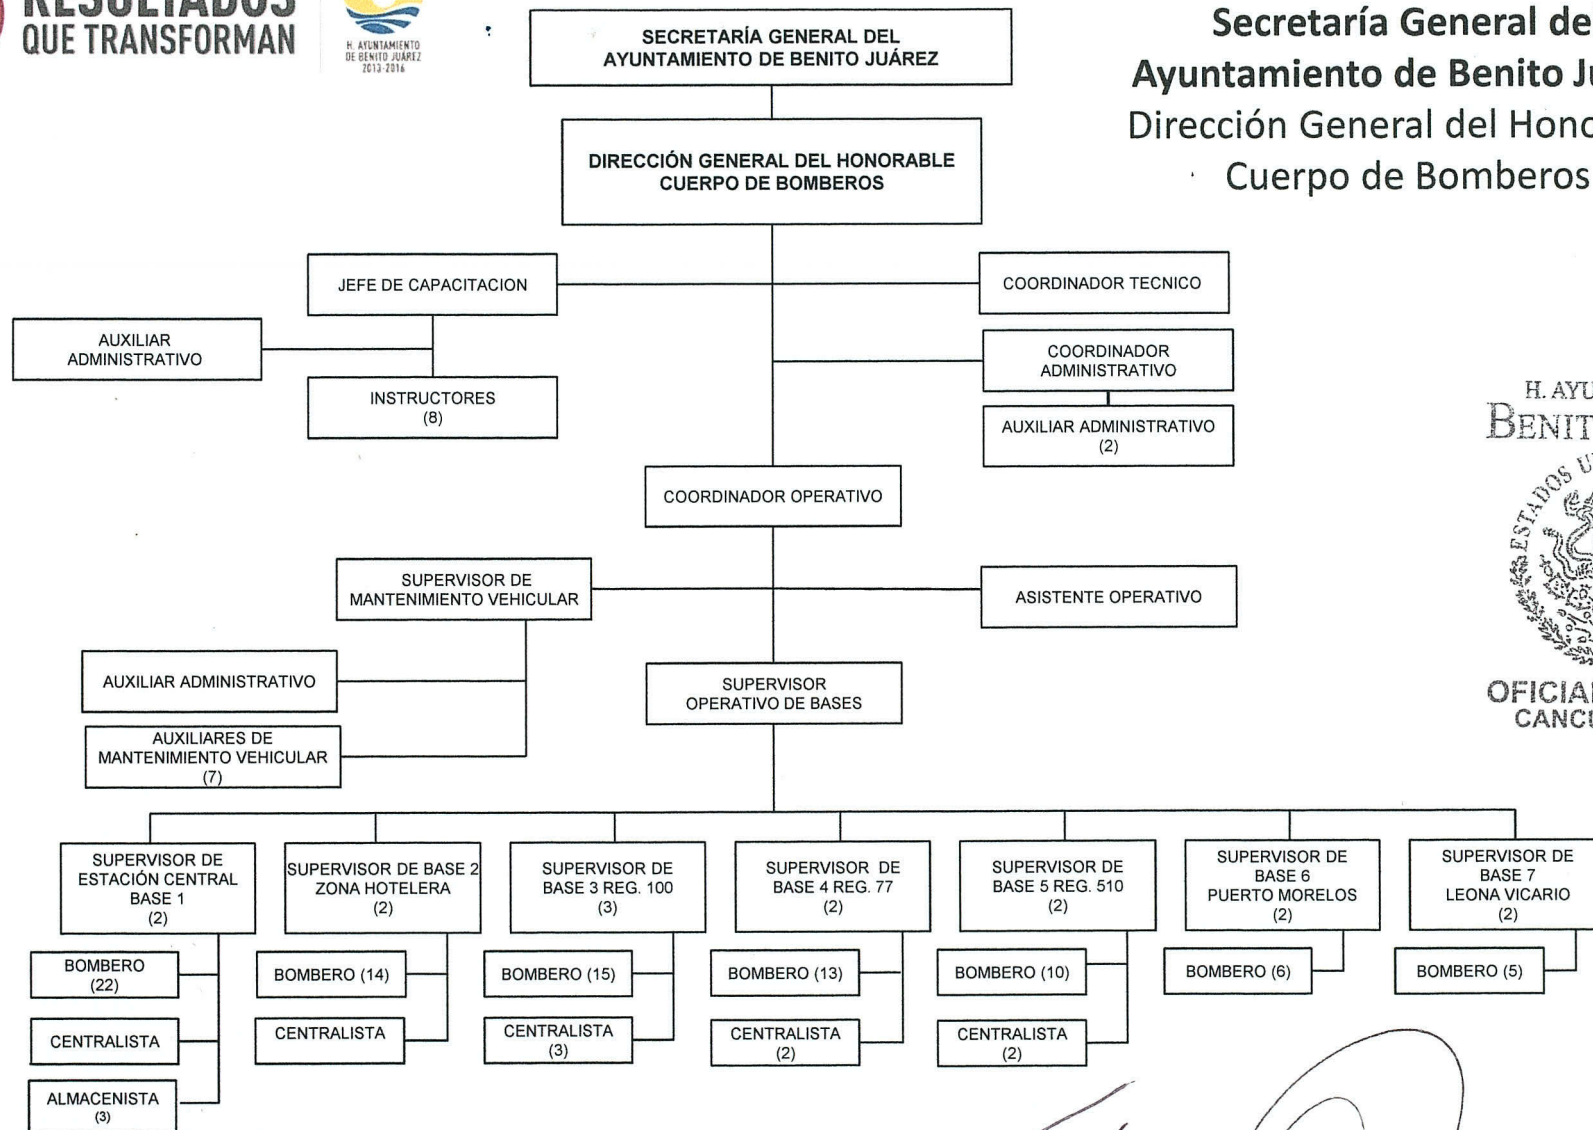 RESULTADOS
QUE TRANSFORMAN
H. AYUNTAMIENTO
DE BENITO JUÁREZ
2013-2016
SECRETARÍA GENERAL DEL
AYUNTAMIENTO DE BENITO JUÁREZ
Secretaría General de
Ayuntamiento de Benito
Dirección General del
Cuerpo de Bomberos
DIRECCIÓN GENERAL DEL HONORABLE
CUERPO DE BOMBEROS
JEFE DE CAPACITACION
COORDINADOR TECNICO
AUXILIAR
ADMINISTRATIVO
COORDINADOR
ADMINISTRATIVO
INSTRUCTORES
(8)
AUXILIAR ADMINISTRATIVO
(2)
H. AYU
BENIT
ESTADOS U
OFICIA
CANC
COORDINADOR OPERATIVO
SUPERVISOR DE
MANTENIMIENTO VEHICULAR
ASISTENTE OPERATIVO
AUXILIAR ADMINISTRATIVO
SUPERVISOR
OPERATIVO DE BASES
AUXILIARES DE
MANTENIMIENTO VEHICULAR
(7)
SUPERVISOR DE
ESTACIÓN CENTRAL
BASE 1
(2)
SUPERVISOR DE BASE 2
ZONA HOTELERA
(2)
SUPERVISOR DE
BASE 3 REG. 100
(3)
SUPERVISOR DE
BASE 4 REG. 77
(2)
SUPERVISOR DE
BASE 5 REG. 510
(2)
SUPERVISOR DE
BASE 6
PUERTO MORELOS
(2)
SUPERVISOR DE
BASE 7
LEONA VICARIO
(2)
BOMBERO
(22)
BOMBERO (14)
BOMBERO (15)
BOMBERO (13)
BOMBERO (10)
BOMBERO (6)
BOMBERO (5)
CENTRALISTA
CENTRALISTA
CENTRALISTA
(3)
CENTRALISTA
(2)
CENTRALISTA
(2)
ALMACENISTA
(3)